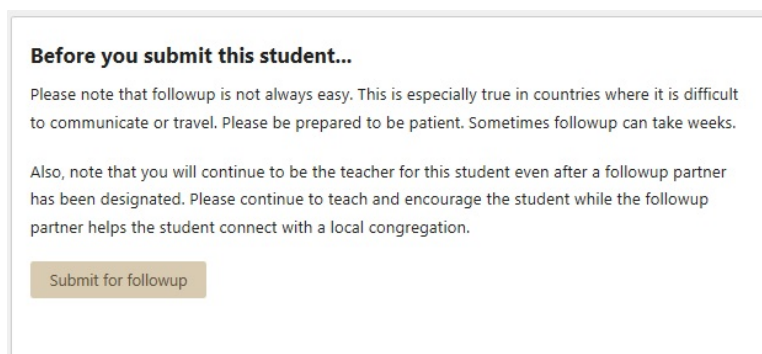 Before you submit this student...
Please note that followup is not always easy. This is especially true in countries where it is difficult
to communicate or travel. Please be prepared to be patient. Sometimes followup can take weeks.
Also, note that you will continue to be the teacher for this student even after a followup partner
has been designated. Please continue to teach and encourage the student while the followup
partner helps the student connect with a local congregation.
Submit for followup